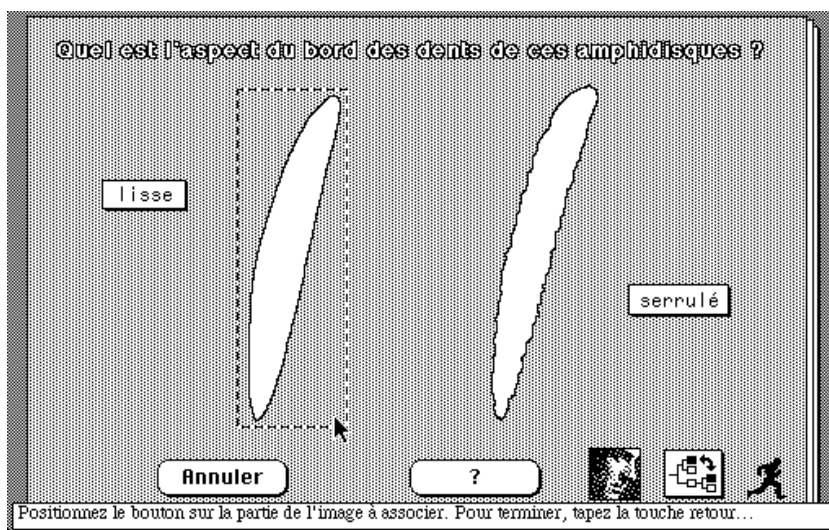 Quel est l'aspect du bord des dents de ces amphidisques ?
lisse
serrulé
Annuler
?
Positionnez le bouton sur la partie de l'image à associer. Pour terminer, tapez la touche retour...